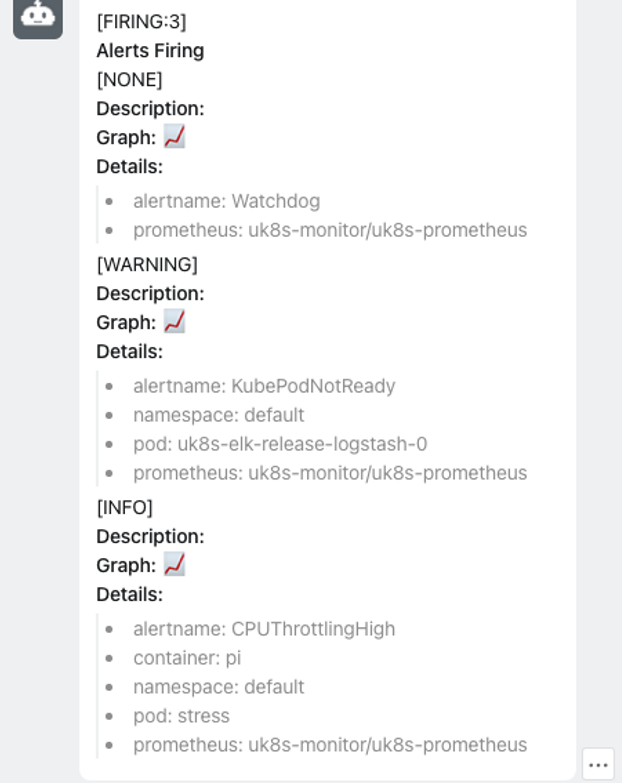 [FIRING:3]
Alerts Firing
[NONE]
Description:
Graph: 📈
Details:
• alertname: Watchdog
• prometheus: uk8s-monitor/uk8s-prometheus
[WARNING]
Description:
Graph: 📈
Details:
• alertname: KubePodNotReady
• namespace: default
• pod: uk8s-elk-release-logstash-0
• prometheus: uk8s-monitor/uk8s-prometheus
[INFO]
Description:
Graph: 📈
Details:
• alertname: CPUThrottlingHigh
• container: pi
• namespace: default
• pod: stress
• prometheus: uk8s-monitor/uk8s-prometheus